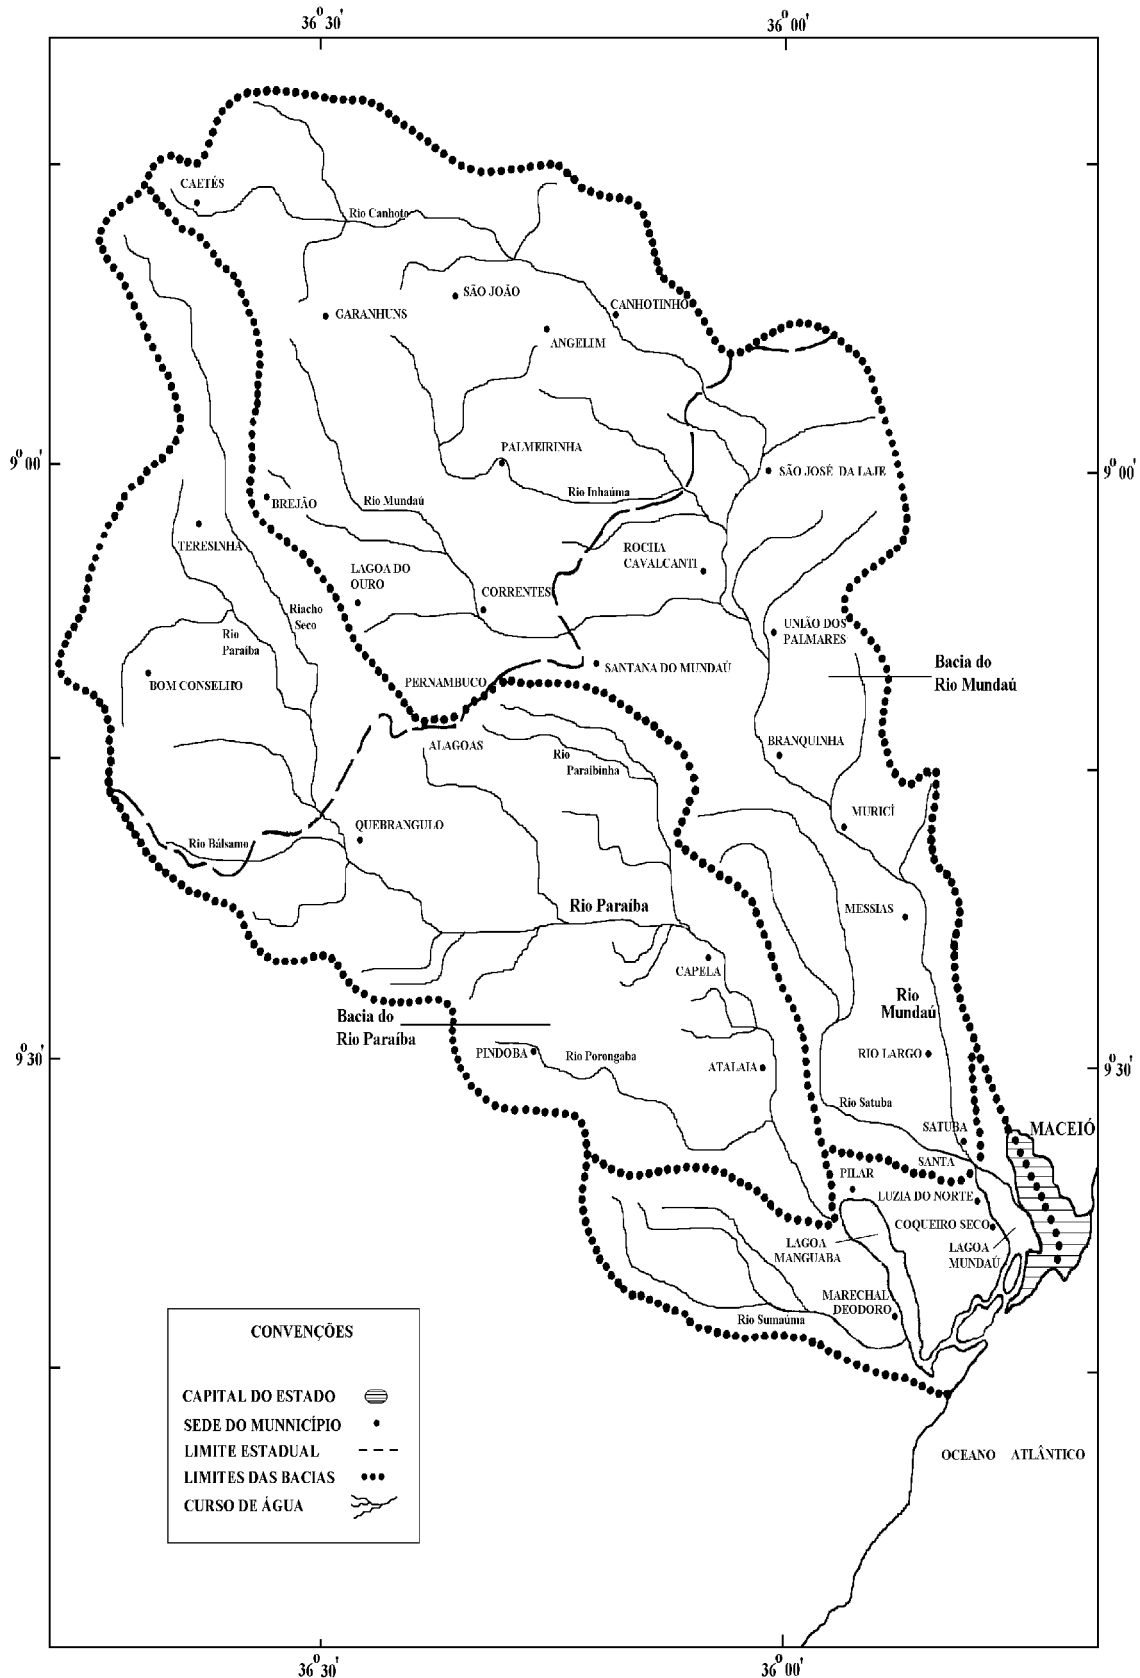 36° 30'
36° 00'
CAETÉS
Rio Canhoto
SÃO JOÃO
GARANHUNS
CANHOTINHO
ANGELIM
9° 00'
9° 00'
PALMEIRINHA
SÃO JOSÉ DA LAJE
Rio Inhaúma
Rio Mundaú
BREJÃO
TERESINHA
ROCHA
CAVALCANTI
LAGOA DO
OURO
CORRENTES
Riacho
Seco
Rio
Paraíba
UNIÃO DOS
PALMARES
SANTANA DO MUNDAÚ
Bacia do
Rio Mundaú
BOM CONSELHO
PERNAMBUCO
ALAGOAS
Rio
Paraibinha
BRANQUINHA
MURICÍ
QUEBRANGULO
Rio Bálsamo
Rio Paraíba
MESSIAS
CAPELA
Rio
Mundaú
Bacia do
Rio Paraíba
PINDOBA
Rio Porongaba
ATALAIA
RIO LARGO
9° 30'
9° 30'
Rio Satuba
SATUBA
MACEIÓ
SANTA
LUZIA DO NORTE
PILAR
COQUEIRO SECO
LAGOA
MANGUABA
LAGOA
MUNDAÚ
MARECHAL
DEODORO
Rio Sumaúma
CONVENÇÕES
CAPITAL DO ESTADO
SEDE DO MUNNICÍPIO
LIMITE ESTADUAL
LIMITES DAS BACIAS
CURSO DE ÁGUA
OCEANO ATLÂNTICO
36° 30'
36° 00'